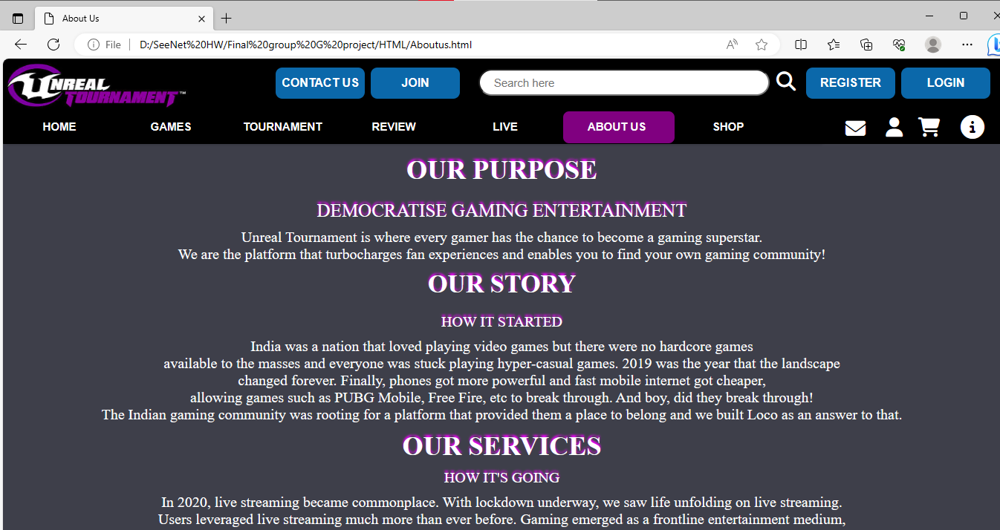 About Us
File
D:/SeeNet%20HW/Final%20group%20G%20project/HTML/Aboutus.html
UNREAL
TOURNAMENT™
CONTACT US
JOIN
Search here
REGISTER
LOGIN
HOME
GAMES
TOURNAMENT
REVIEW
LIVE
ABOUT US
SHOP
OUR PURPOSE
DEMOCRATISE GAMING ENTERTAINMENT
Unreal Tournament is where every gamer has the chance to become a gaming superstar.
We are the platform that turbocharges fan experiences and enables you to find your own gaming community!
OUR STORY
HOW IT STARTED
India was a nation that loved playing video games but there were no hardcore games
available to the masses and everyone was stuck playing hyper-casual games. 2019 was the year that the landscape
changed forever. Finally, phones got more powerful and fast mobile internet got cheaper,
allowing games such as PUBG Mobile, Free Fire, etc to break through. And boy, did they break through!
The Indian gaming community was rooting for a platform that provided them a place to belong and we built Loco as an answer to that.
OUR SERVICES
HOW IT'S GOING
In 2020, live streaming became commonplace. With lockdown underway, we saw life unfolding on live streaming.
Users leveraged live streaming much more than ever before. Gaming emerged as a frontline entertainment medium,